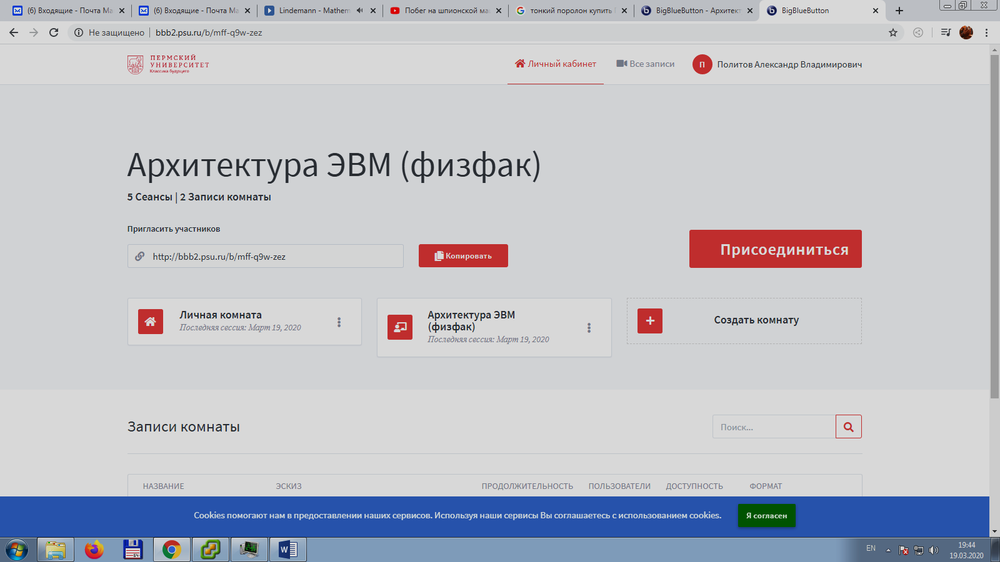 (6) Входящие - Почта Ma
(6) Входящие - Почта Ma
Lindemann - Mathem
Побег на шпионской ма
тонкий поролон купить
BigBlueButton - Архитект
BigBlueButton
Не защищено
bbb2.psu.ru/b/mff-q9w-zez
ПЕРМСКИЙ
УНИВЕРСИТЕТ
Классика будущего
Личный кабинет
Все записи
П
Политов Александр Владимирович
Архитектура ЭВМ (физфак)
5 Сеансы | 2 Записи комнаты
Пригласить участников
http://bbb2.psu.ru/b/mff-q9w-zez
Копировать
Присоединиться
Личная комната
Последняя сессия: Март 19, 2020
Архитектура ЭВМ
(физфак)
Последняя сессия: Март 19, 2020
Создать комнату
Записи комнаты
Поиск...
НАЗВАНИЕ
ЭСКИЗ
ПРОДОЛЖИТЕЛЬНОСТЬ
ПОЛЬЗОВАТЕЛИ
ДОСТУПНОСТЬ
ФОРМАТ
Cookies помогают нам в предоставлении наших сервисов. Используя наши сервисы Вы соглашаетесь с использованием cookies.
Я согласен
64
EN
19:44
19.03.2020